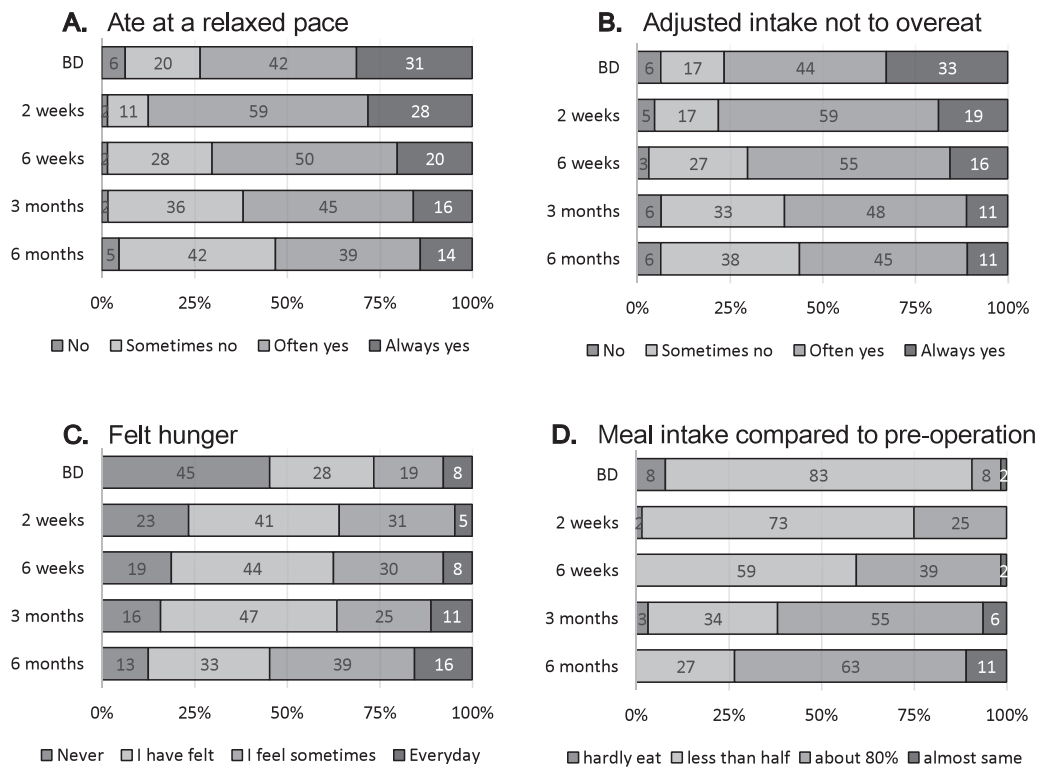 A. Ate at a relaxed pace
BD 6 20 42 31
2 weeks 2 11 59 28
6 weeks 2 28 50 20
3 months 2 36 45 16
6 months 5 42 39 14
0% 25% 50% 75% 100%
No Sometimes no Often yes Always yes
B. Adjusted intake not to overeat
BD 6 17 44 33
2 weeks 5 17 59 19
6 weeks 3 27 55 16
3 months 6 33 48 11
6 months 6 38 45 11
0% 25% 50% 75% 100%
No Sometimes no Often yes Always yes
C. Felt hunger
BD 45 28 19 8
2 weeks 23 41 31 5
6 weeks 19 44 30 8
3 months 16 47 25 11
6 months 13 33 39 16
0% 25% 50% 75% 100%
Never I have felt I feel sometimes Everyday
D. Meal intake compared to pre-operation
BD 8 83 8 2
2 weeks 2 73 25
6 weeks 59 39 2
3 months 3 34 55 6
6 months 27 63 11
0% 25% 50% 75% 100%
hardly eat less than half about 80% almost same